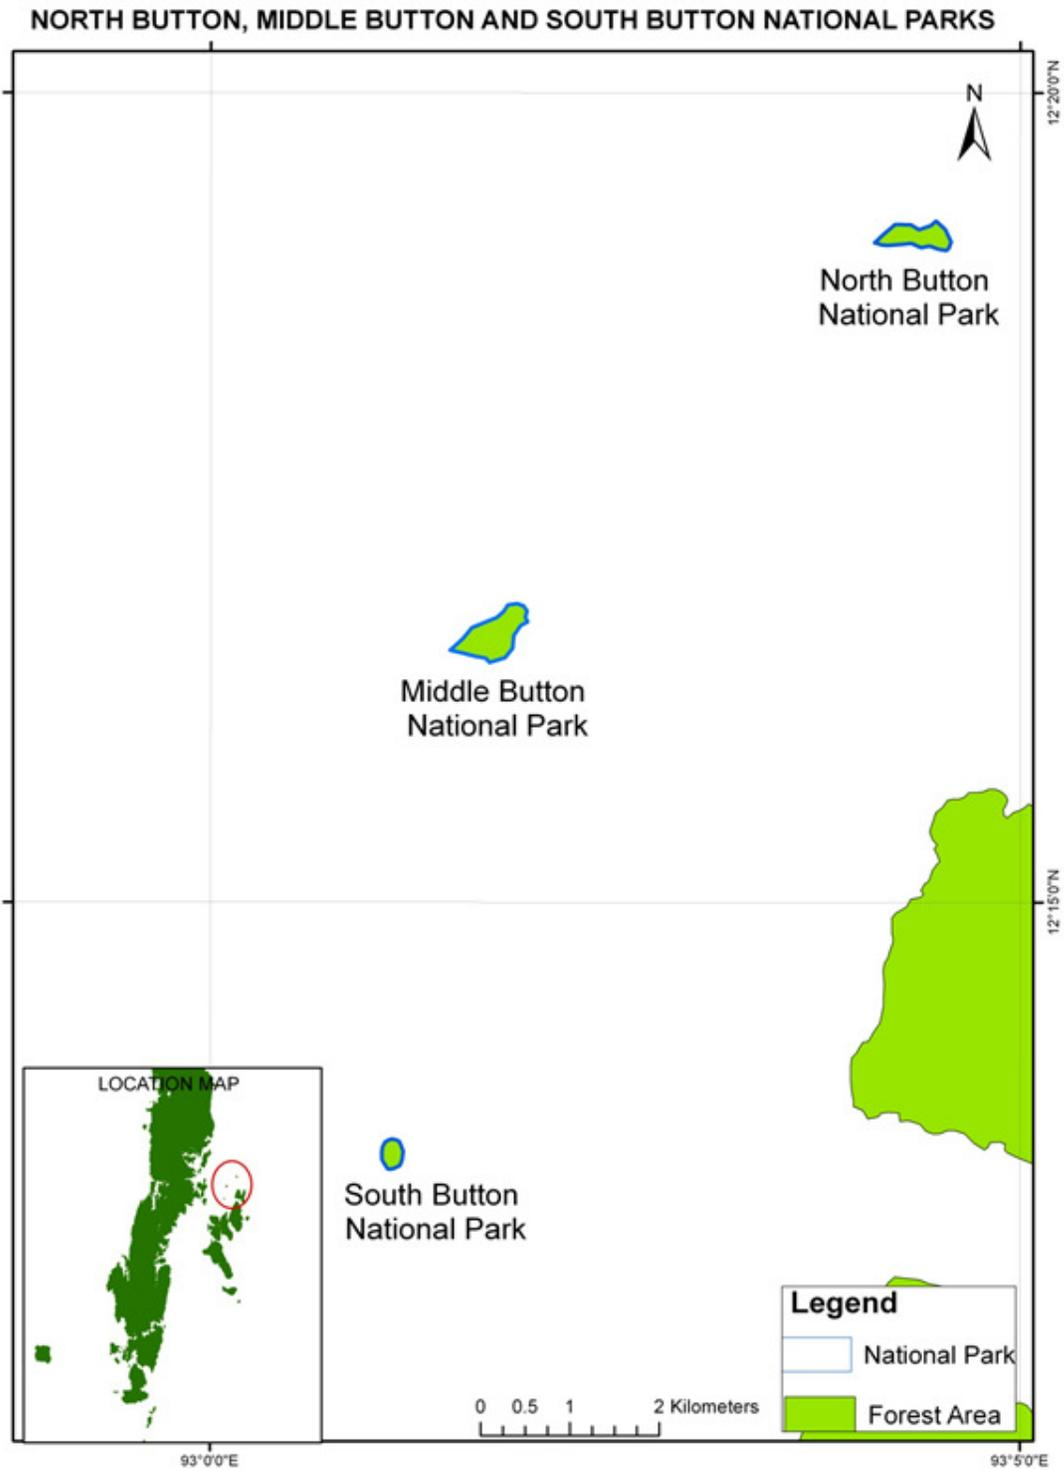 NORTH BUTTON, MIDDLE BUTTON AND SOUTH BUTTON NATIONAL PARKS
12°20'0"N
N
North Button
National Park
Middle Button
National Park
12°15'0"N
LOCATION MAP
South Button
National Park
Legend
National Park
Forest Area
0 0.5 1 2 Kilometers
93°0'0"E
93°5'0"E